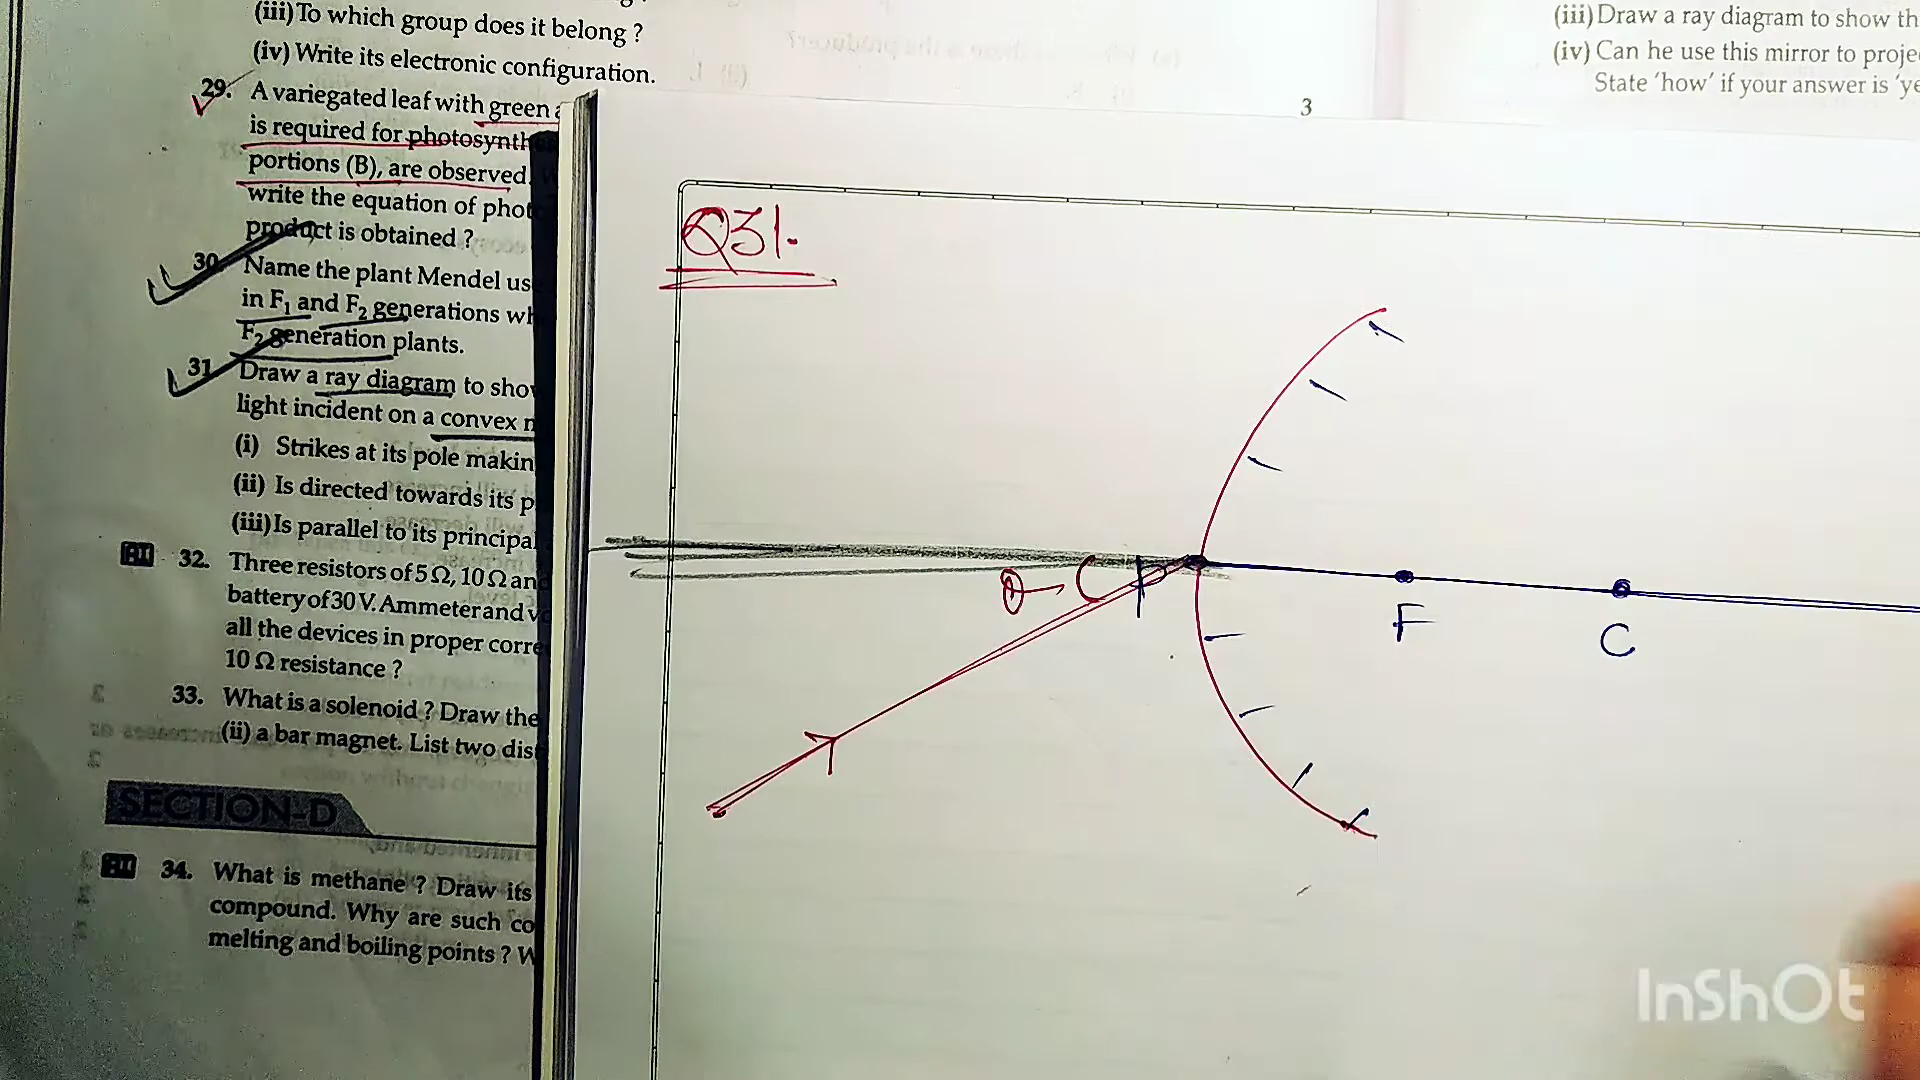 (iii) To which group does it belong ?
(iv) Write its electronic configuration.
29. A variegated leaf with green
is required for photosynth
portions (B), are observed.
write the equation of phot
product is obtained ?
30. Name the plant Mendel us
in F₁ and F₂ generations wh
F₂ generation plants.
31. Draw a ray diagram to sho
light incident on a convex
(i) Strikes at its pole makin
(ii) Is directed towards its p
(iii) Is parallel to its principal
AI 32. Three resistors of 5 Ω, 10 Ω an
battery of 30 V. Ammeter and v
all the devices in proper corre
10 Ω resistance ?
33. What is a solenoid ? Draw the
(ii) a bar magnet. List two dist
SECTION-D
AI 34. What is methane ? Draw its
compound. Why are such co
melting and boiling points ? W
(iii) Draw a ray diagram to show th
(iv) Can he use this mirror to proje
State 'how' if your answer is 'ye
3
Q31.
θ
P
F
C
InShOt